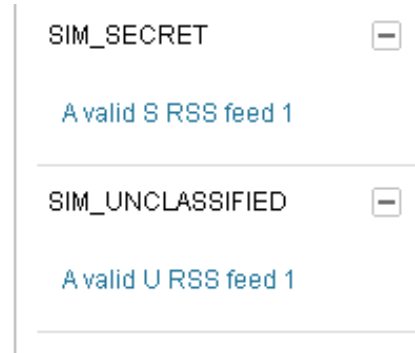 SIM_SECRET
A valid S RSS feed 1
SIM_UNCLASSIFIED
A valid U RSS feed 1